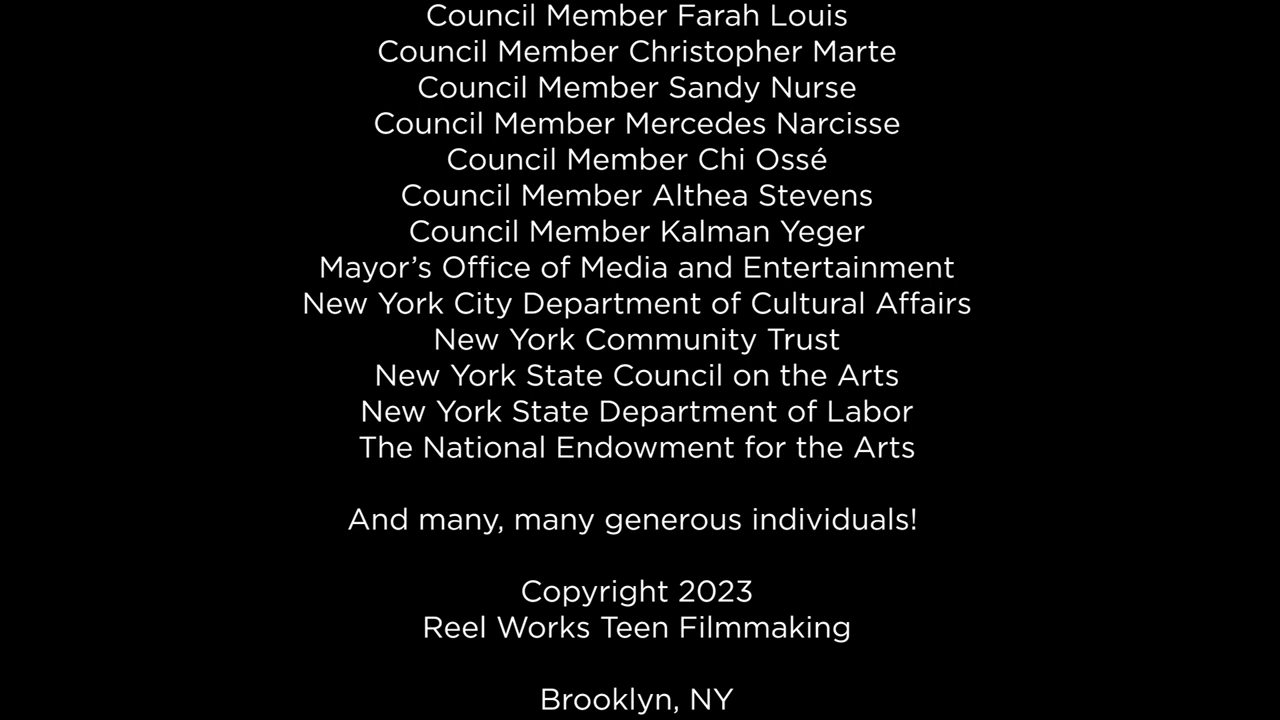 Council Member Farah Louis
Council Member Christopher Marte
Council Member Sandy Nurse
Council Member Mercedes Narcisse
Council Member Chi Ossé
Council Member Althea Stevens
Council Member Kalman Yeger
Mayor’s Office of Media and Entertainment
New York City Department of Cultural Affairs
New York Community Trust
New York State Council on the Arts
New York State Department of Labor
The National Endowment for the Arts
And many, many generous individuals!
Copyright 2023
Reel Works Teen Filmmaking
Brooklyn, NY